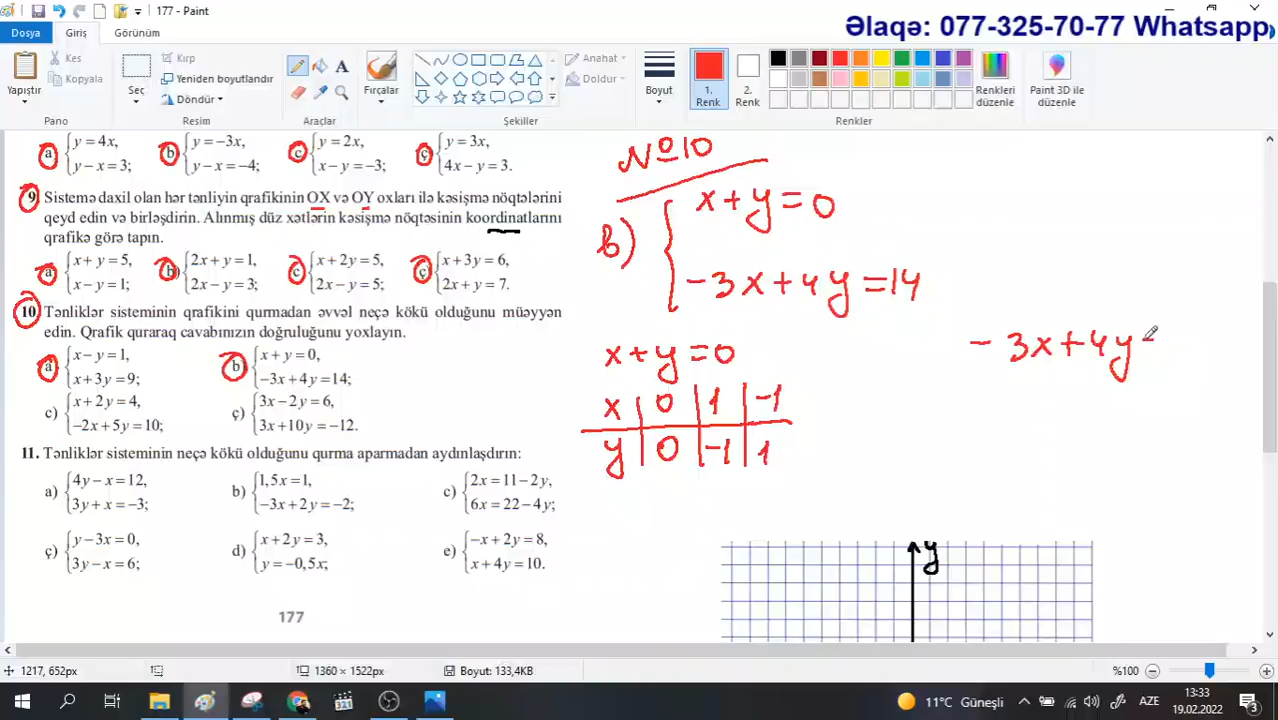 177 - Paint
Əlaqə: 077-325-70-77 Whatsapp
Dosya
Giriş
Görünüm
Yapıştır
Kes
Kopyala
Pano
Seç
Kırp
Yeniden boyutlandır
Döndür
Resim
A
Araçlar
Fırçalar
Anahat
Doldur
Şekiller
Boyut
1.
Renk
2.
Renk
Renkler
Renkleri
düzenle
Paint 3D ile
düzenle
a) y = 4x, b) y = −3x, c) y = 2x, ç) y = 3x,
y − x = 3; y − x = −4; x − y = −3; 4x − y = 3.
9. Sistemə daxil olan hər tənliyin qrafikinin OX və OY oxları ilə kəsişmə nöqtələrini
qeyd edin və birləşdirin. Alınmış düz xətlərin kəsişmə nöqtəsinin koordinatlarını
qrafikə görə tapın.
a) x + y = 5, b) 2x + y = 1, c) x + 2y = 5, ç) x + 3y = 6,
x − y = 1; 2x − y = 3; 2x − y = 5; 2x + y = 7.
10. Tənliklər sisteminin qrafikini qurmadan əvvəl neçə kökü olduğunu müəyyən
edin. Qrafik quraraq cavabınızın doğruluğunu yoxlayın.
a) x − y = 1, b) x + y = 0,
x + 3y = 9; −3x + 4y = 14;
c) x + 2y = 4, ç) 3x − 2y = 6,
−2x + 5y = 10; 3x + 10y = −12.
11. Tənliklər sisteminin neçə kökü olduğunu qurma aparmadan aydınlaşdırın:
a) 4y − x = 12, b) 1,5x = 1, c) 2x = 11 − 2y,
3y + x = −3; −3x + 2y = −2; 6x = 22 − 4y;
ç) y − 3x = 0, d) x + 2y = 3, e) −x + 2y = 8,
3y − x = 6; y = −0,5x; x + 4y = 10.
177
№10
b) x + y = 0
−3x + 4y = 14
x + y = 0
x 0 1 −1
y 0 −1 1
−3x + 4y
y
1217, 652px
1360 × 1522px
Boyut: 133,4KB
%100
11°C Güneşli
AZE
13:33
19.02.2022
3